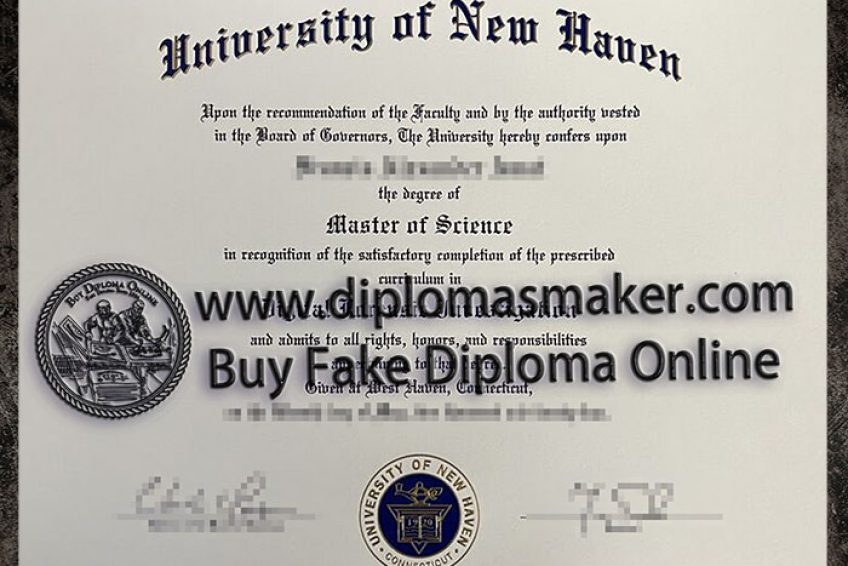 University of New Haven
Upon the recommendation of the Faculty and by the authority vested
in the Board of Governors, The University hereby confers upon
the degree of
Master of Science
in recognition of the satisfactory completion of the prescribed
curriculum in
www.diplomasmaker.com
and admits to all rights, honors, and responsibilities
Buy Fake Diploma Online
Given at West Haven, Connecticut,
BUY DIPLOMA ONLINE
UNIVERSITY OF NEW HAVEN
1920
CONNECTICUT